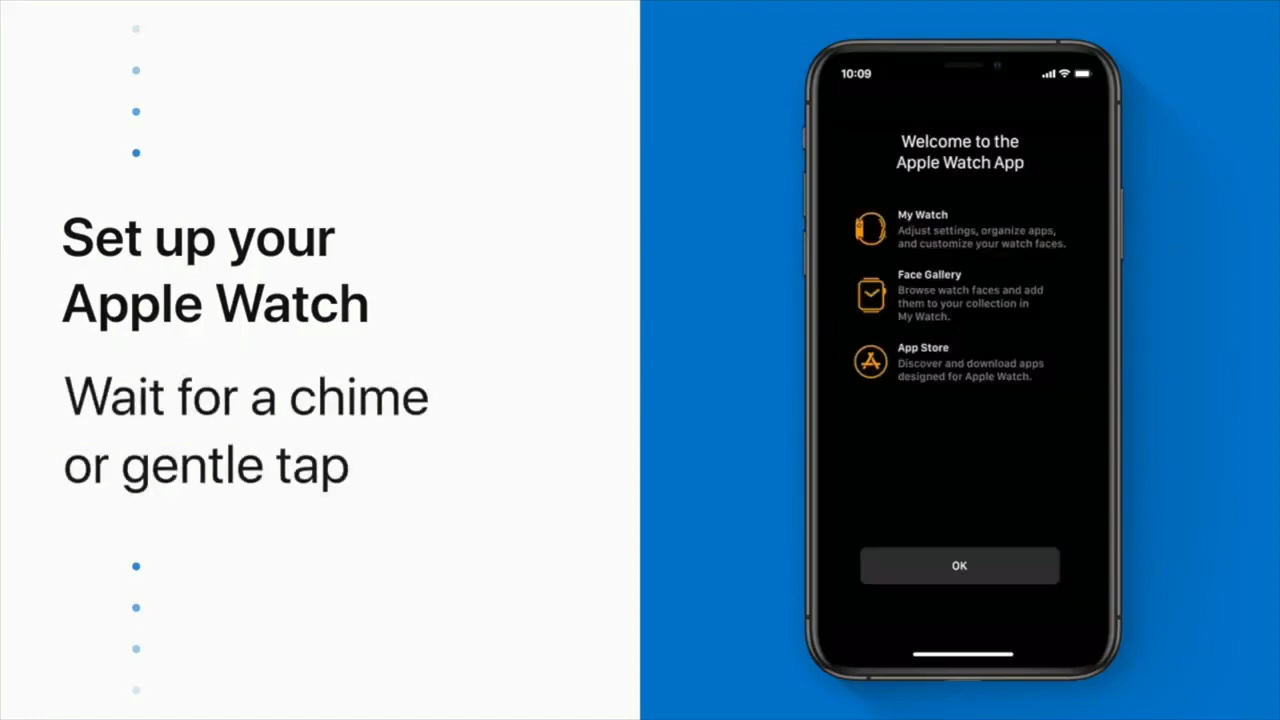 Set up your
Apple Watch
Wait for a chime
or gentle tap
10:09
Welcome to the
Apple Watch App
My Watch
Adjust settings, organize apps,
and customize your watch faces.
Face Gallery
Browse watch faces and add
them to your collection in
My Watch.
App Store
Discover and download apps
designed for Apple Watch.
OK